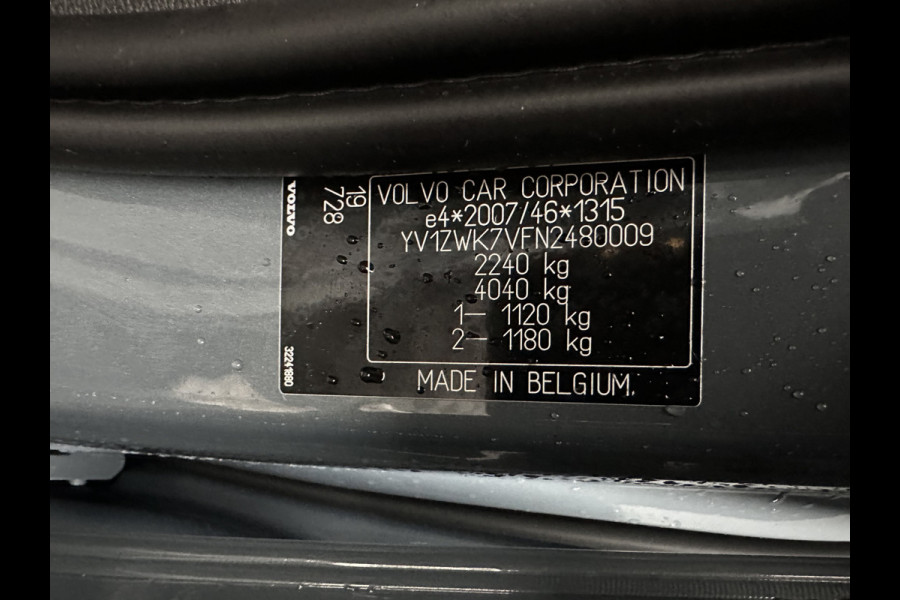 VOLVO
19
728
32241980
VOLVO CAR CORPORATION
e4*2007/46*1315
YV1ZWK7VFN2480009
2240 kg
4040 kg
1— 1120 kg
2— 1180 kg
MADE IN BELGIUM.